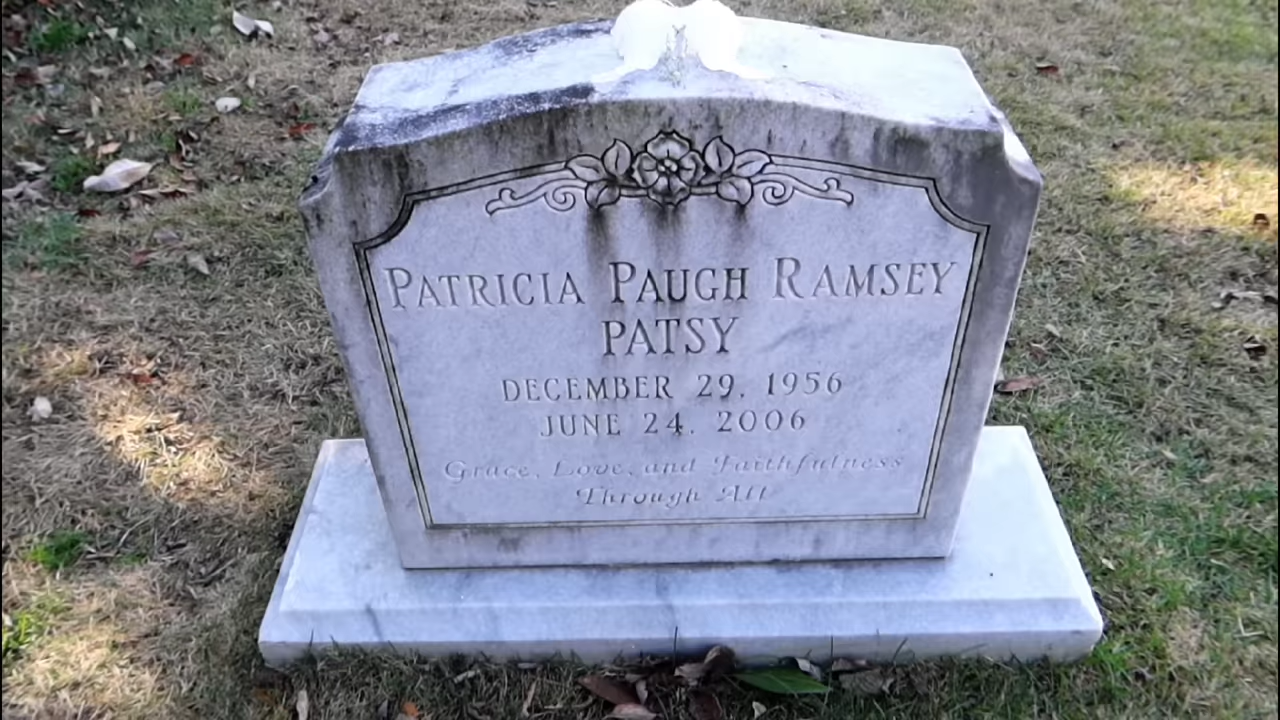 PATRICIA PAUGH RAMSEY
PATSY
DECEMBER 29, 1956
JUNE 24, 2006
Grace, Love, and Faithfulness
Through All